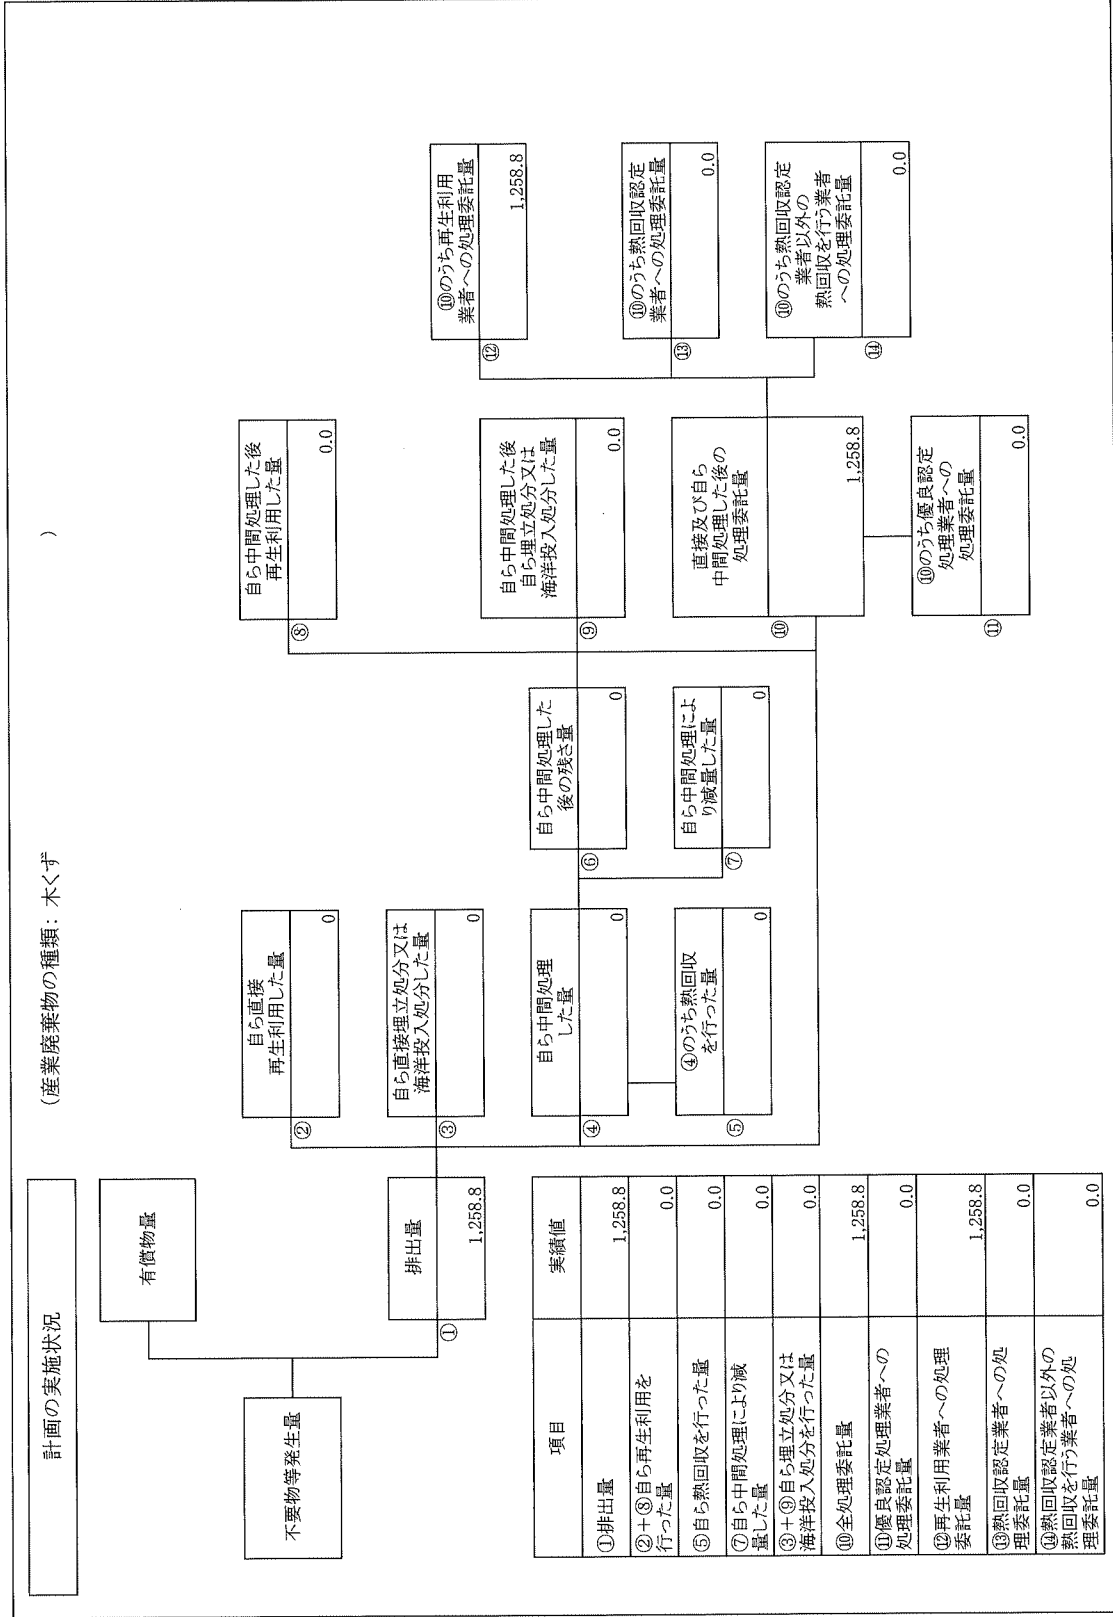 計画の実施状況
(産業廃棄物の種類: 木くず )
不要物等発生量
有償物量
①
排出量
1,258.8
②
自ら直接
再生利用した量
0
③
自ら直接埋立処分又は
海洋投入処分した量
0
④
自ら中間処理
した量
0
⑤
④のうち熱回収
を行った量
0
⑥
自ら中間処理した
後の残さ量
0
⑦
自ら中間処理によ
り減量した量
0
⑧
自ら中間処理した後
再生利用した量
0.0
⑨
自ら中間処理した後
自ら埋立処分又は
海洋投入処分した量
0.0
⑩
直接及び自ら
中間処理した後の
処理委託量
1,258.8
⑪
⑩のうち優良認定
処理業者への
処理委託量
0.0
⑫
⑩のうち再生利用
業者への処理委託量
1,258.8
⑬
⑩のうち熱回収認定
業者への処理委託量
0.0
⑭
⑩のうち熱回収認定
業者以外の
熱回収を行う業者
への処理委託量
0.0
項目 実績値
①排出量 1,258.8
②+⑧自ら再生利用を
行った量 0.0
⑤自ら熱回収を行った量 0.0
⑦自ら中間処理により減
量した量 0.0
③+⑨自ら埋立処分又は
海洋投入処分を行った量 0.0
⑩全処理委託量 1,258.8
⑪優良認定処理業者への
処理委託量 0.0
⑫再生利用業者への処理
委託量 1,258.8
⑬熱回収認定業者への処
理委託量 0.0
⑭熱回収認定業者以外の
熱回収を行う業者への処
理委託量 0.0